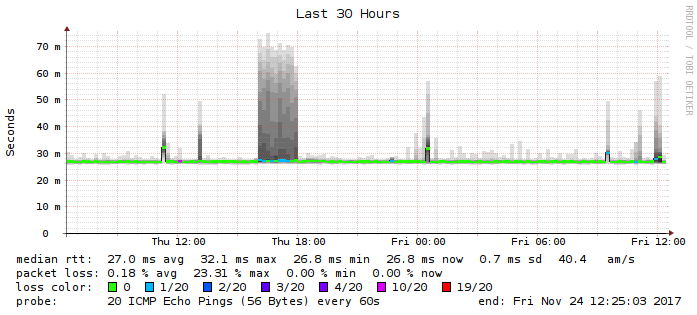 Last 30 Hours
RRDTOOL / TOBI OETIKER
Seconds
70 m
60 m
50 m
40 m
30 m
20 m
10 m
0
Thu 12:00 Thu 18:00 Fri 00:00 Fri 06:00 Fri 12:00
median rtt: 27.0 ms avg 32.1 ms max 26.8 ms min 26.8 ms now 0.7 ms sd 40.4 am/s
packet loss: 0.18 % avg 23.31 % max 0.00 % min 0.00 % now
loss color: 0 1/20 2/20 3/20 4/20 10/20 19/20
probe: 20 ICMP Echo Pings (56 Bytes) every 60s end: Fri Nov 24 12:25:03 2017